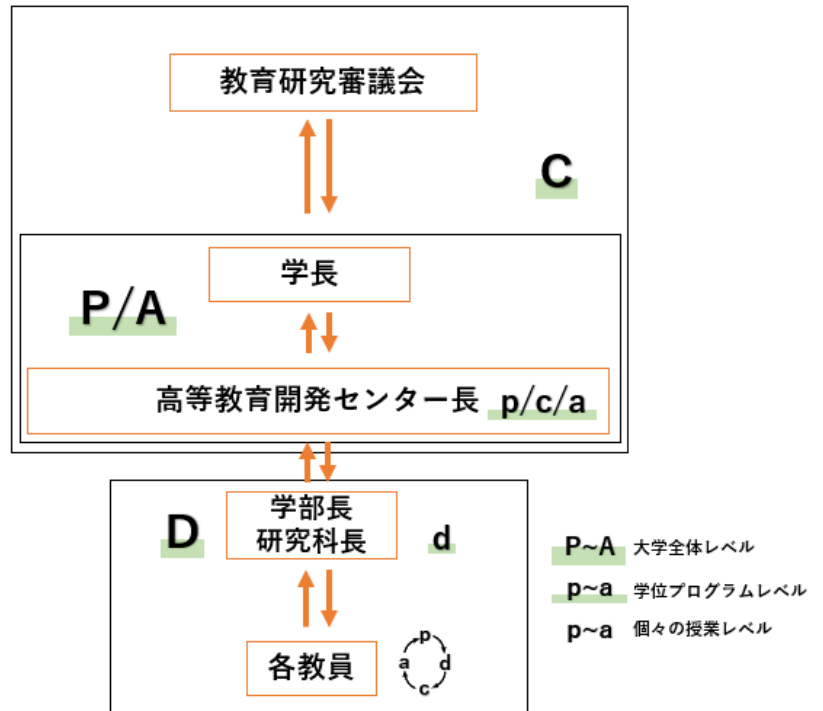 教育研究審議会
C
学長
P/A
高等教育開発センター長 p/c/a
学部長
研究科長
D
d
各教員
p
a d
c
P~A 大学全体レベル
p~a 学位プログラムレベル
p~a 個々の授業レベル